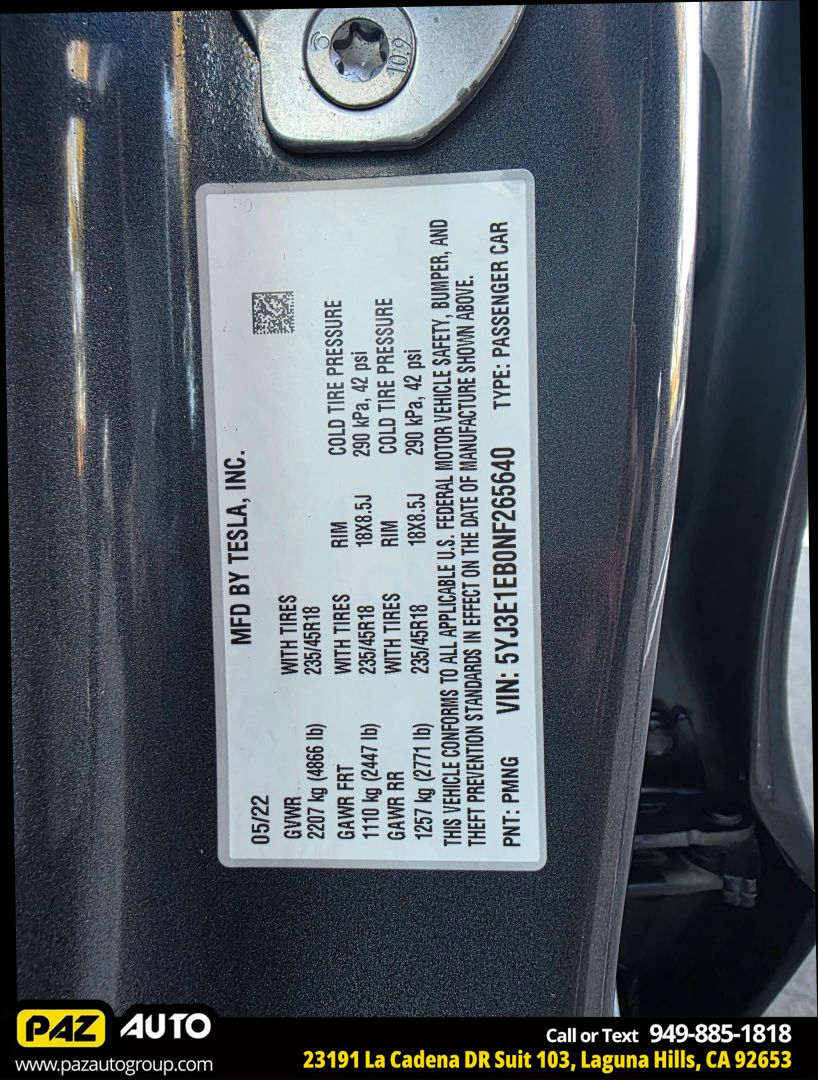 6
10.9
MFD BY TESLA, INC.
05/22
GVWR WITH TIRES
2207 kg (4866 lb) 235/45R18
GAWR FRT WITH TIRES RIM COLD TIRE PRESSURE
1110 kg (2447 lb) 235/45R18 18X8.5J 290 kPa, 42 psi
GAWR RR WITH TIRES RIM COLD TIRE PRESSURE
1257 kg (2771 lb) 235/45R18 18X8.5J 290 kPa, 42 psi
THIS VEHICLE CONFORMS TO ALL APPLICABLE U.S. FEDERAL MOTOR VEHICLE SAFETY, BUMPER, AND
THEFT PREVENTION STANDARDS IN EFFECT ON THE DATE OF MANUFACTURE SHOWN ABOVE.
PNT: PMNG VIN: 5YJ3E1EB0NF265640 TYPE: PASSENGER CAR
PAZ AUTO
www.pazautogroup.com
Call or Text 949-885-1818
23191 La Cadena DR Suit 103, Laguna Hills, CA 92653